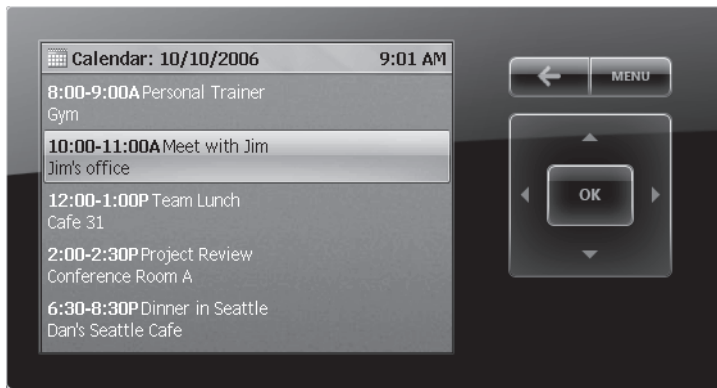 Calendar: 10/10/2006 9:01 AM
MENU
8:00-9:00A Personal Trainer
Gym
10:00-11:00A Meet with Jim
Jim's office
OK
12:00-1:00P Team Lunch
Cafe 31
2:00-2:30P Project Review
Conference Room A
6:30-8:30P Dinner in Seattle
Dan's Seattle Cafe